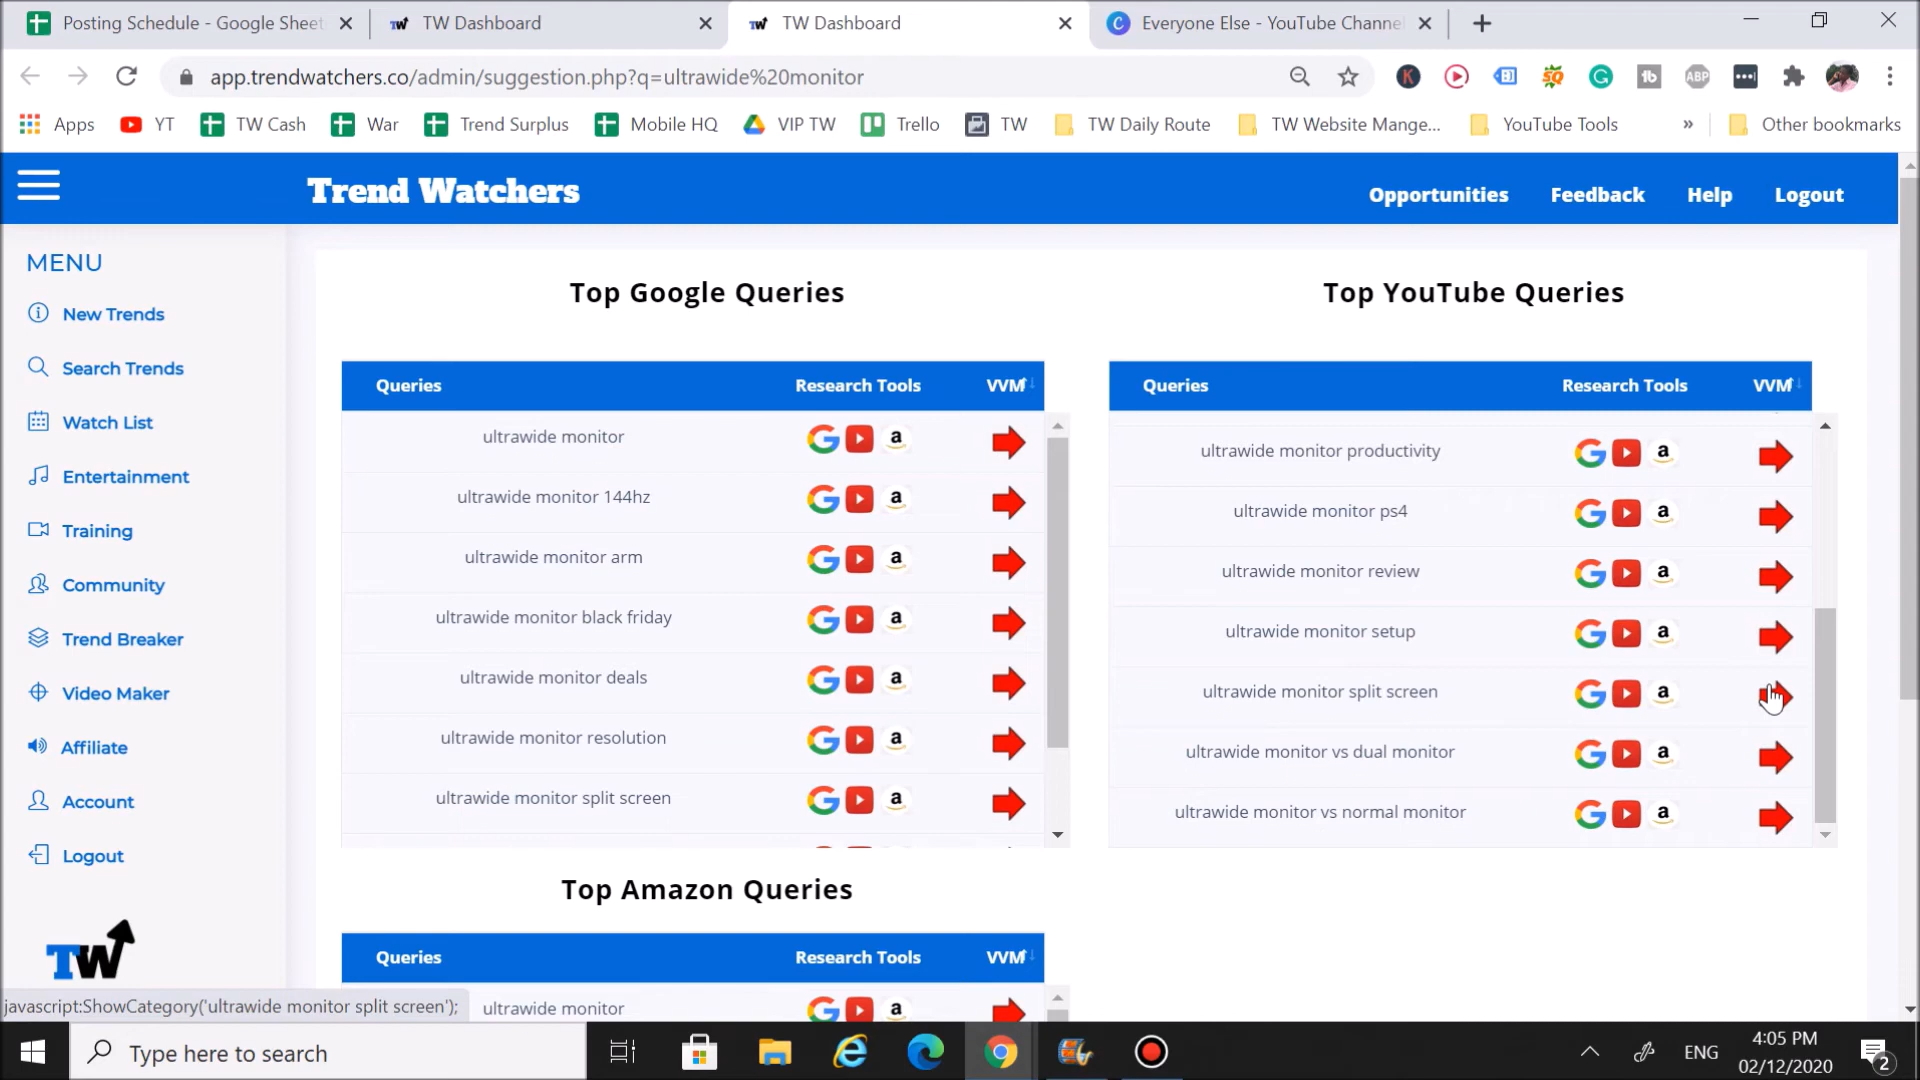 Posting Schedule - Google Sheet
TW Dashboard
TW Dashboard
Everyone Else - YouTube Channe
app.trendwatchers.co/admin/suggestion.php?q=ultrawide%20monitor
Apps
YT
TW Cash
War
Trend Surplus
Mobile HQ
VIP TW
Trello
TW
TW Daily Route
TW Website Mange...
YouTube Tools
»
Other bookmarks
Trend Watchers
Opportunities
Feedback
Help
Logout
MENU
New Trends
Search Trends
Watch List
Entertainment
Training
Community
Trend Breaker
Video Maker
Affiliate
Account
Logout
TW
Top Google Queries
Queries Research Tools VVM
ultrawide monitor
ultrawide monitor 144hz
ultrawide monitor arm
ultrawide monitor black friday
ultrawide monitor deals
ultrawide monitor resolution
ultrawide monitor split screen
Top YouTube Queries
Queries Research Tools VVM
ultrawide monitor productivity
ultrawide monitor ps4
ultrawide monitor review
ultrawide monitor setup
ultrawide monitor split screen
ultrawide monitor vs dual monitor
ultrawide monitor vs normal monitor
Top Amazon Queries
Queries Research Tools VVM
ultrawide monitor
javascript:ShowCategory('ultrawide monitor split screen');
Type here to search
ENG
4:05 PM
02/12/2020
2